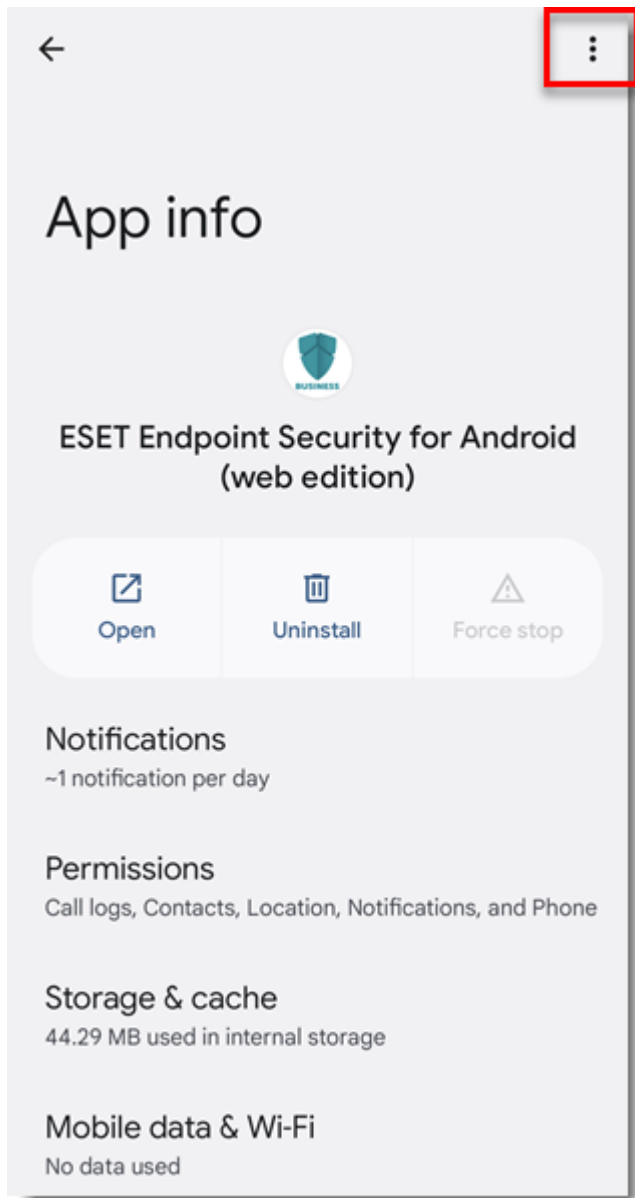 App info
BUSINESS
ESET Endpoint Security for Android
(web edition)
Open
Uninstall
Force stop
Notifications
~1 notification per day
Permissions
Call logs, Contacts, Location, Notifications, and Phone
Storage & cache
44.29 MB used in internal storage
Mobile data & Wi-Fi
No data used